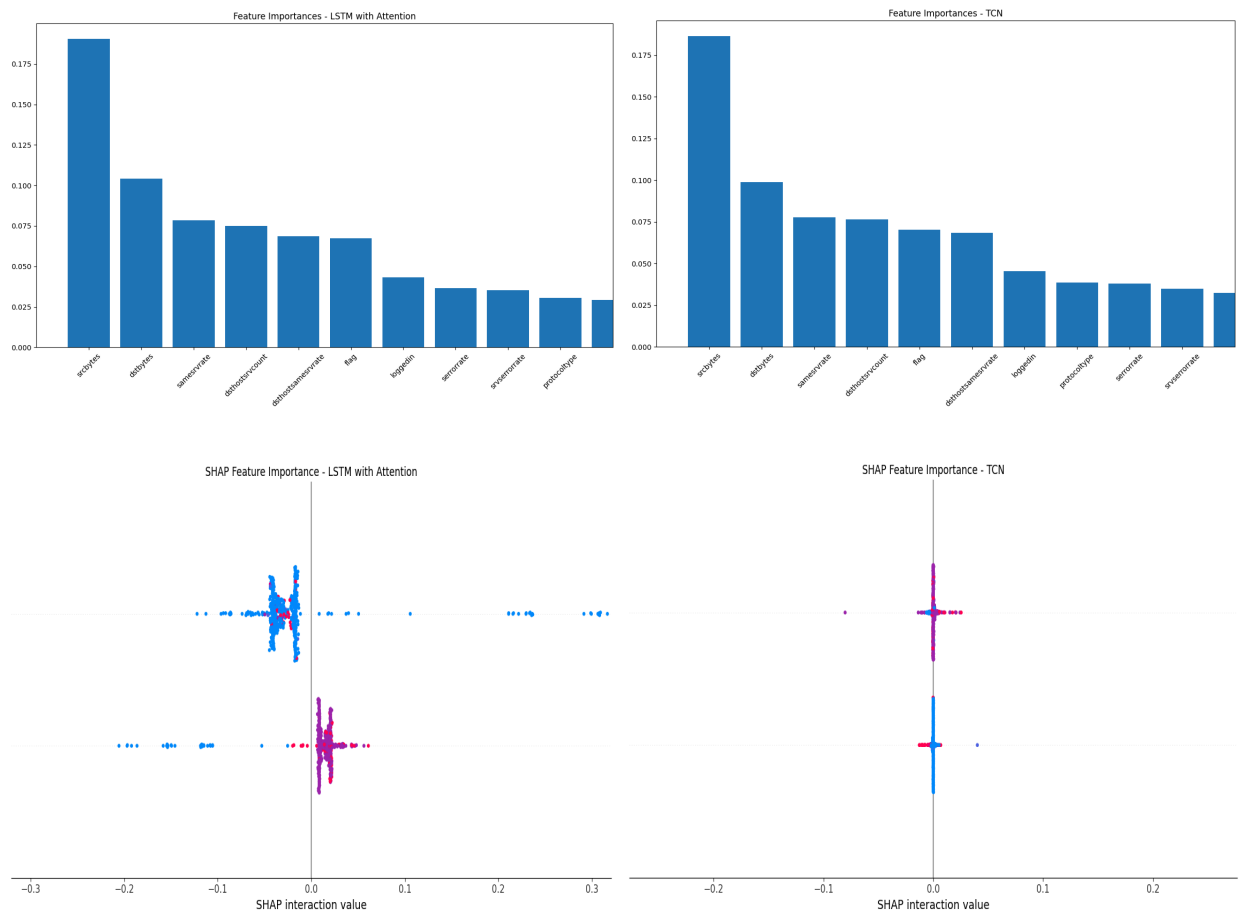 Feature Importances - LSTM with Attention
0.175
0.150
0.125
0.100
0.075
0.050
0.025
0.000
srcbytes
dstbytes
samesrvrate
dsthostsrvcount
dsthostsamesrvrate
flag
loggedin
serrorrate
srvserrorrate
protocoltype
Feature Importances - TCN
0.175
0.150
0.125
0.100
0.075
0.050
0.025
0.000
srcbytes
dstbytes
samesrvrate
dsthostsrvcount
flag
dsthostsamesrvrate
loggedin
protocoltype
serrorrate
srvserrorrate
SHAP Feature Importance - LSTM with Attention
−0.3 −0.2 −0.1 0.0 0.1 0.2 0.3
SHAP interaction value
SHAP Feature Importance - TCN
−0.2 −0.1 0.0 0.1 0.2
SHAP interaction value